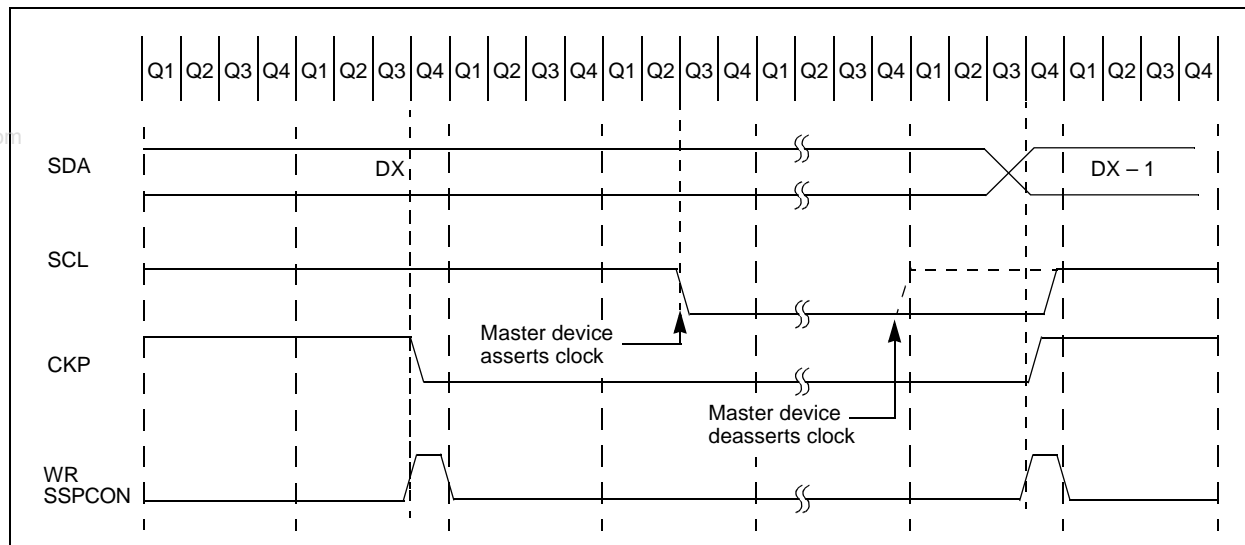 Q1 Q2 Q3 Q4 Q1 Q2 Q3 Q4 Q1 Q2 Q3 Q4 Q1 Q2 Q3 Q4 Q1 Q2 Q3 Q4 Q1 Q2 Q3 Q4 Q1 Q2 Q3 Q4
om
SDA DX DX – 1
SCL
Master device
asserts clock
CKP
Master device
deasserts clock
WR
SSPCON